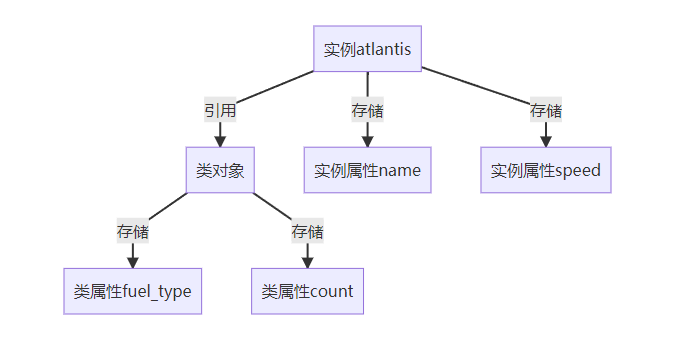 实例atlantis
引用
存储
存储
类对象
实例属性name
实例属性speed
存储
存储
类属性fuel_type
类属性count